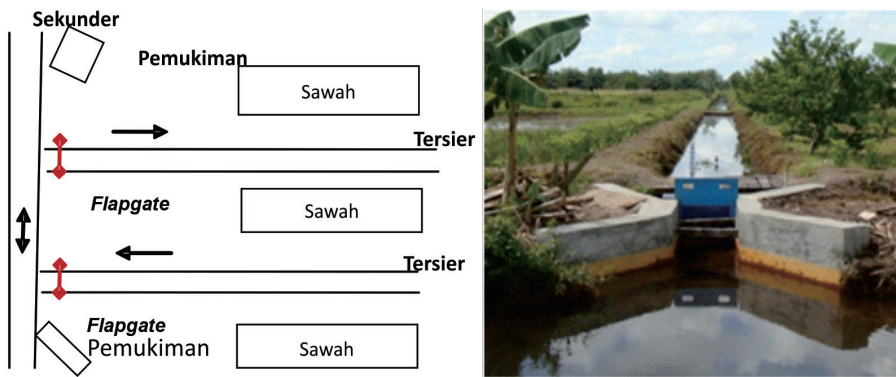 Sekunder
Pemukiman
Sawah
Tersier
Flapgate
Sawah
Tersier
Flapgate
Pemukiman
Sawah